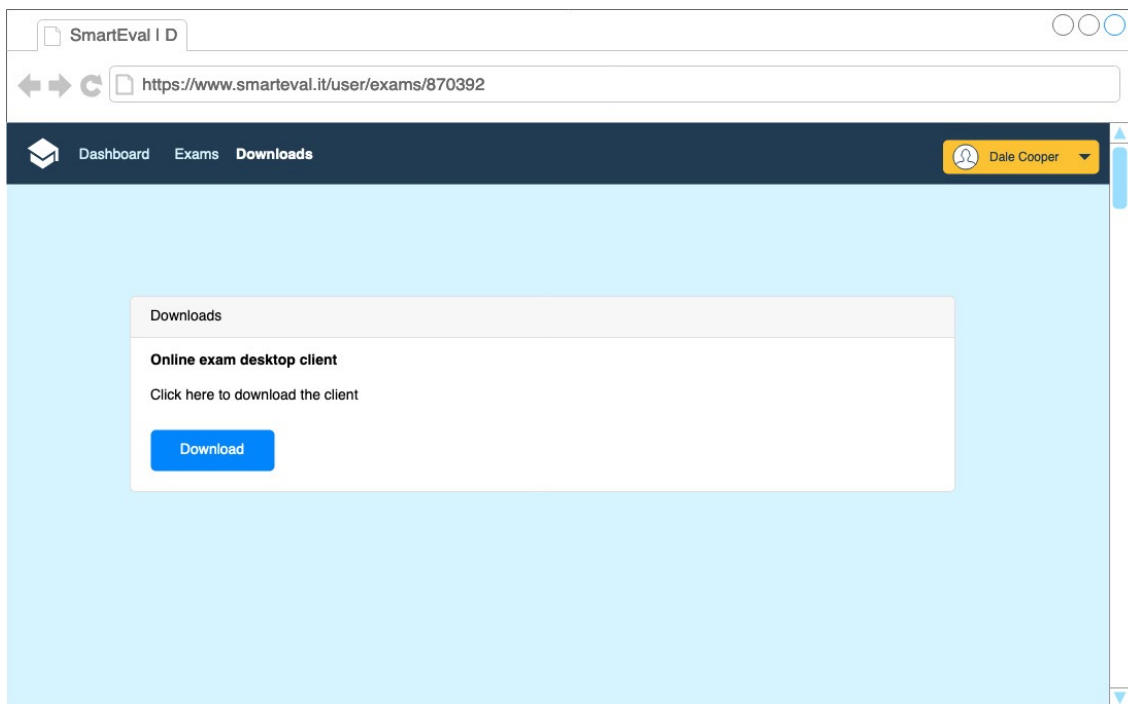 SmartEval | D
https://www.smarteval.it/user/exams/870392
Dashboard Exams Downloads Dale Cooper
Downloads
Online exam desktop client
Click here to download the client
Download